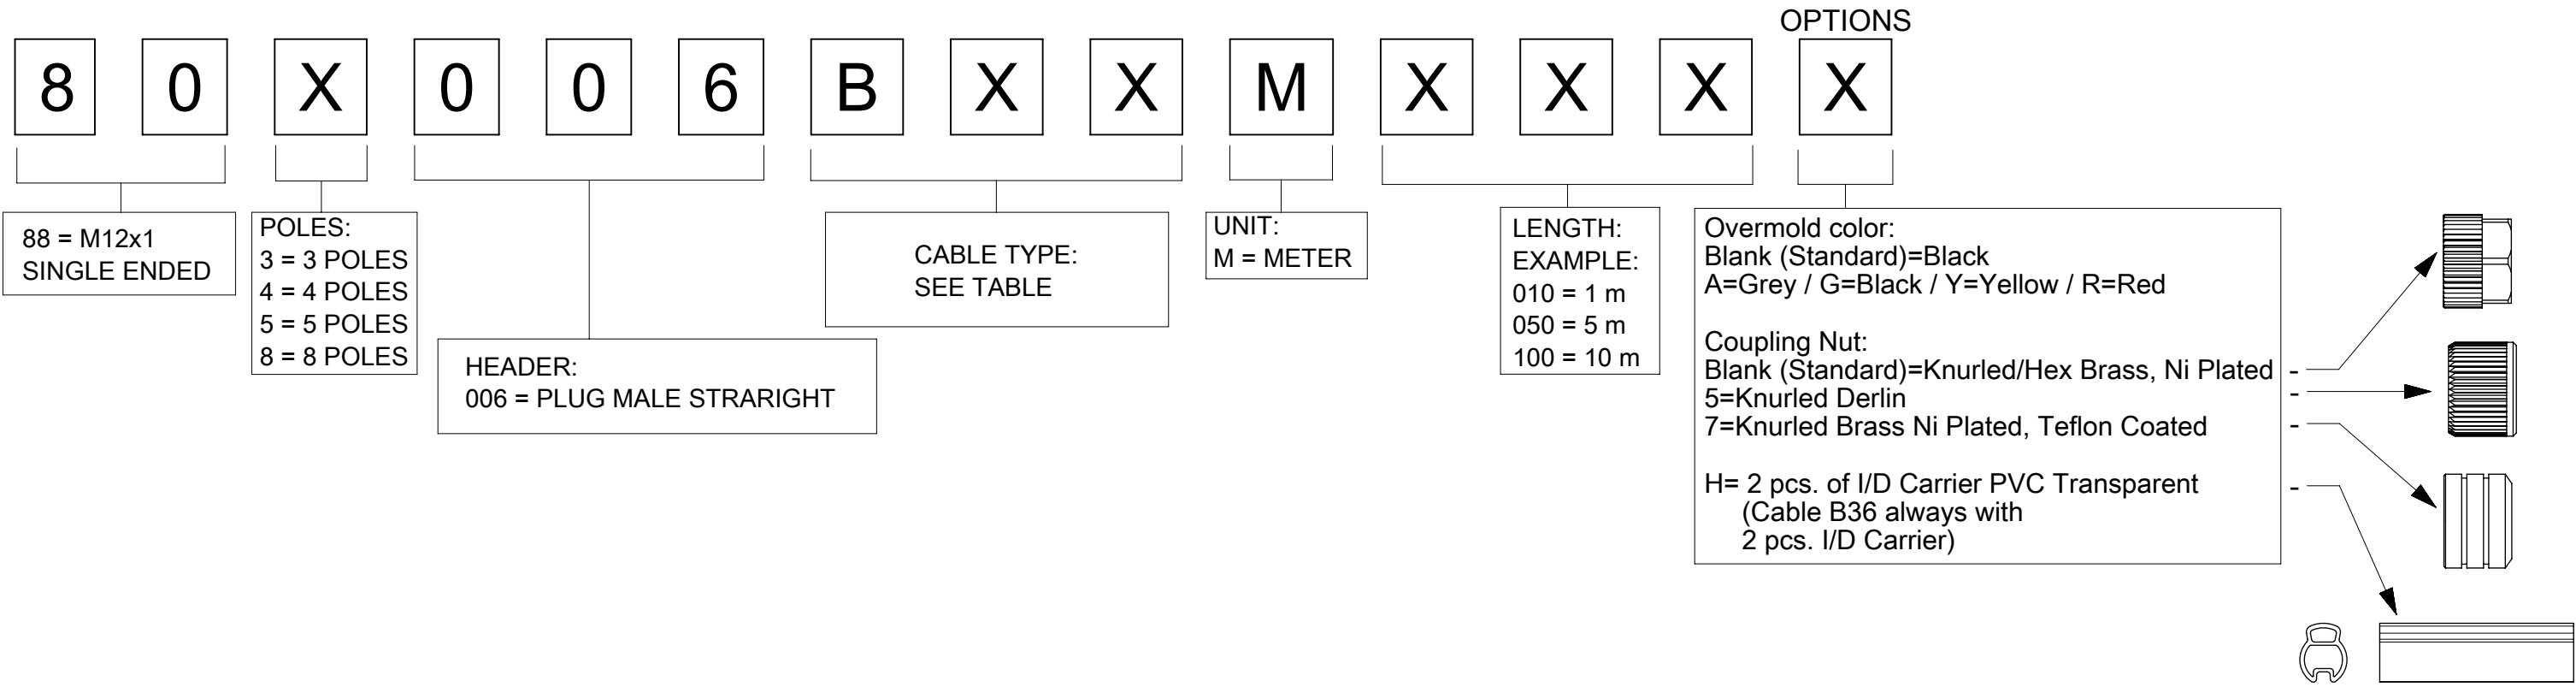 OPTIONS
8 0 X 0 0 6 B X X M X X X X
88 = M12x1
SINGLE ENDED
POLES:
3 = 3 POLES
4 = 4 POLES
5 = 5 POLES
8 = 8 POLES
HEADER:
006 = PLUG MALE STRARIGHT
CABLE TYPE:
SEE TABLE
UNIT:
M = METER
LENGTH:
EXAMPLE:
010 = 1 m
050 = 5 m
100 = 10 m
Overmold color:
Blank (Standard)=Black
A=Grey / G=Black / Y=Yellow / R=Red
Coupling Nut:
Blank (Standard)=Knurled/Hex Brass, Ni Plated -
5=Knurled Derlin -
7=Knurled Brass Ni Plated, Teflon Coated -
H= 2 pcs. of I/D Carrier PVC Transparent -
(Cable B36 always with
2 pcs. I/D Carrier)